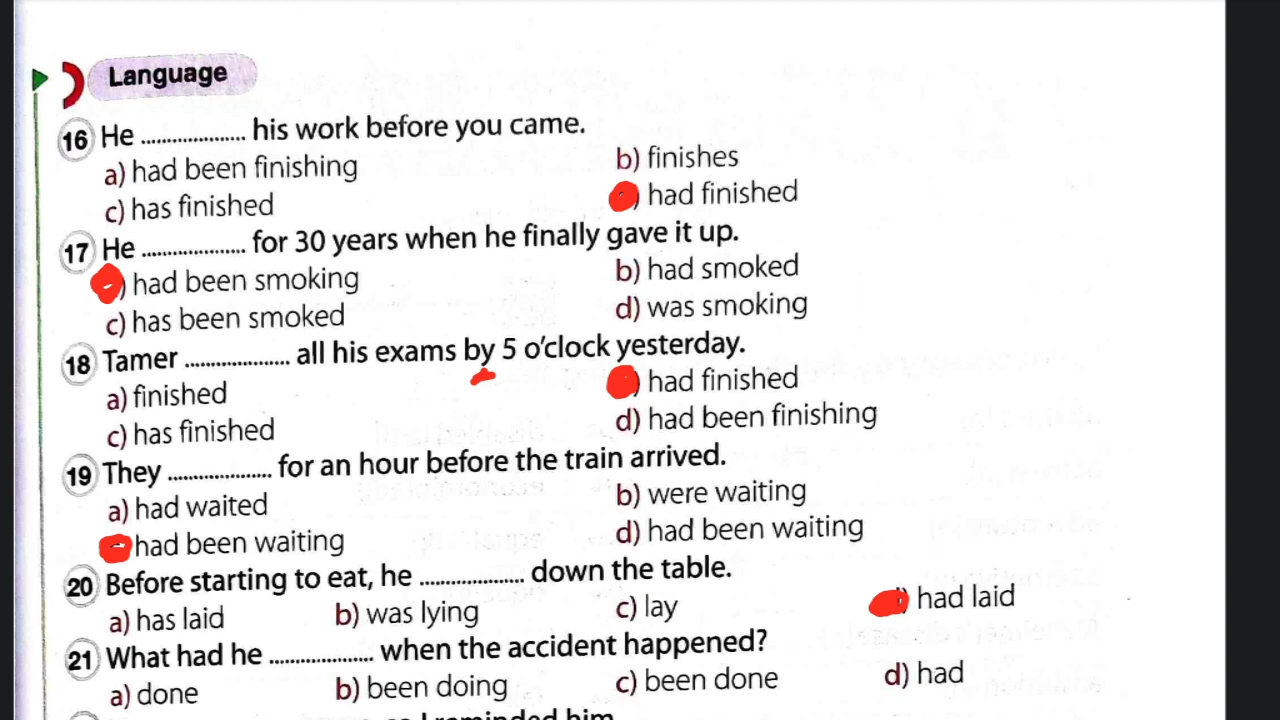 Language
16 He .................... his work before you came.
a) had been finishing b) finishes
c) has finished ) had finished
17 He .................... for 30 years when he finally gave it up.
) had been smoking b) had smoked
c) has been smoked d) was smoking
18 Tamer .................... all his exams by 5 o'clock yesterday.
a) finished ) had finished
c) has finished d) had been finishing
19 They .................... for an hour before the train arrived.
a) had waited b) were waiting
had been waiting d) had been waiting
20 Before starting to eat, he .................... down the table.
a) has laid b) was lying c) lay ) had laid
21 What had he .................... when the accident happened?
a) done b) been doing c) been done d) had
I reminded him